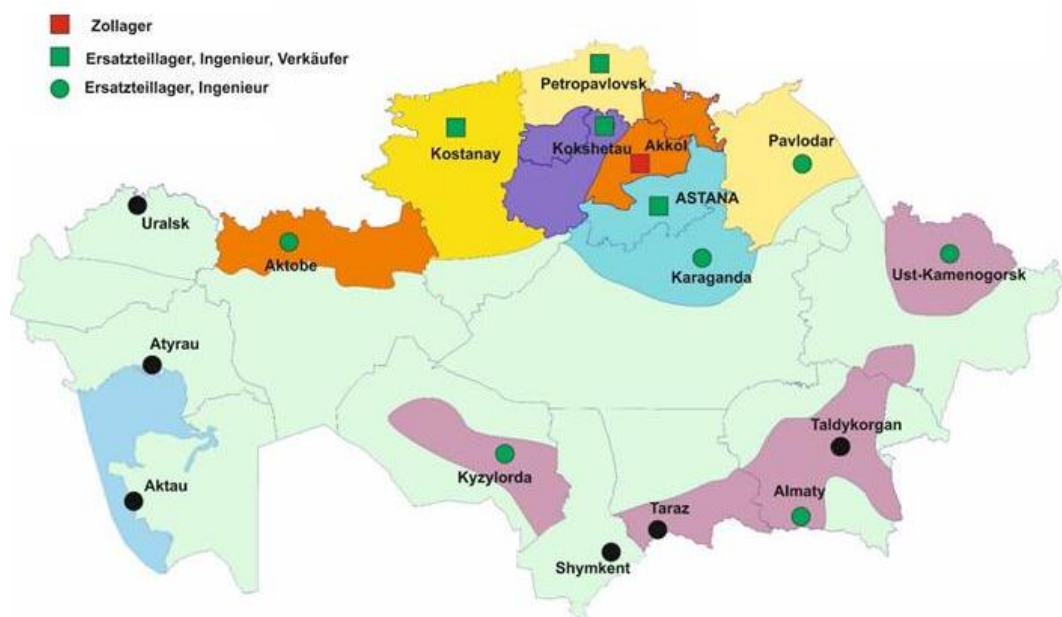 Zollager
Ersatzteillager, Ingenieur, Verkäufer
Ersatzteillager, Ingenieur
Petropavlovsk
Kostanay
Kokshetau
Akkol
Pavlodar
ASTANA
Uralsk
Aktobe
Karaganda
Ust-Kamenogorsk
Atyrau
Taldykorgan
Kyzylorda
Aktau
Almaty
Taraz
Shymkent